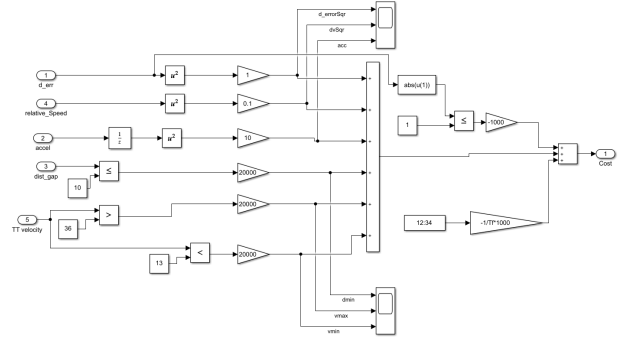 d_errorSqr
dvSqr
acc
1
d_err
u²
1
abs(u(1))
4
relative_Speed
u²
0.1
1
≤
-1000
2
accel
1
z
u²
10
+
+
+
+
+
+
+
+
+
1
Cost
3
dist_gap
10
≤
20000
5
TT velocity
36
>
20000
12:34
-1/Tf*1000
13
<
20000
dmin
vmax
vmin